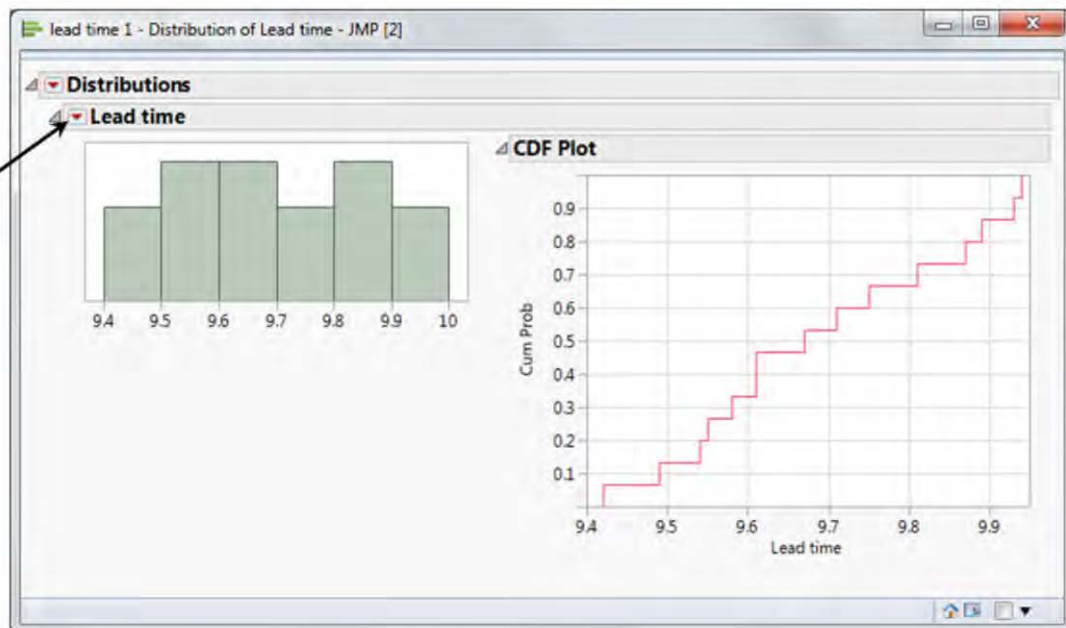 lead time 1 - Distribution of Lead time - JMP [2]
Distributions
Lead time
9.4 9.5 9.6 9.7 9.8 9.9 10
CDF Plot
0.9
0.8
0.7
0.6
0.5
0.4
0.3
0.2
0.1
Cum Prob
9.4 9.5 9.6 9.7 9.8 9.9
Lead time